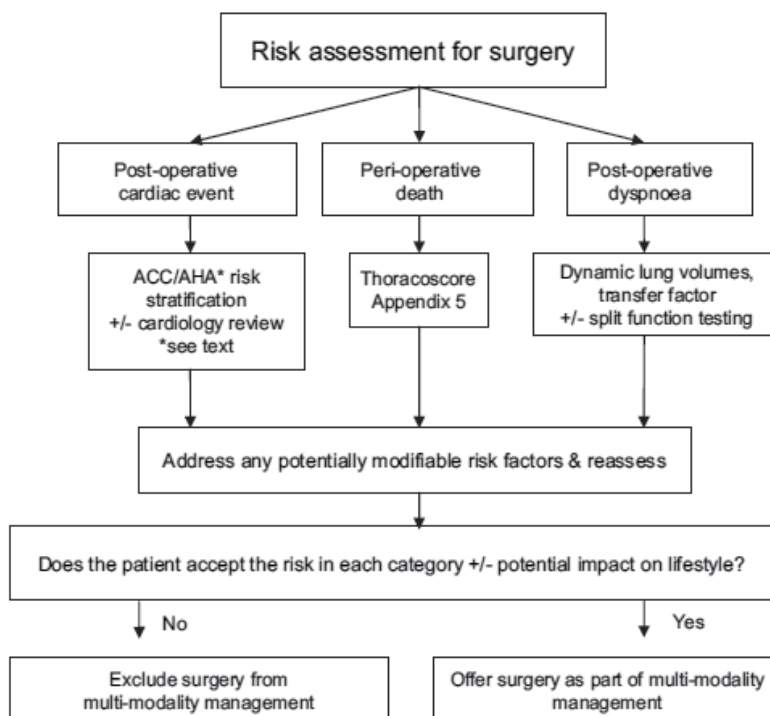 Risk assessment for surgery
Post-operative
cardiac event
Peri-operative
death
Post-operative
dyspnoea
ACC/AHA* risk
stratification
+/- cardiology review
*see text
Thoracoscore
Appendix 5
Dynamic lung volumes,
transfer factor
+/- split function testing
Address any potentially modifiable risk factors & reassess
Does the patient accept the risk in each category +/- potential impact on lifestyle?
No
Yes
Exclude surgery from
multi-modality management
Offer surgery as part of multi-modality
management